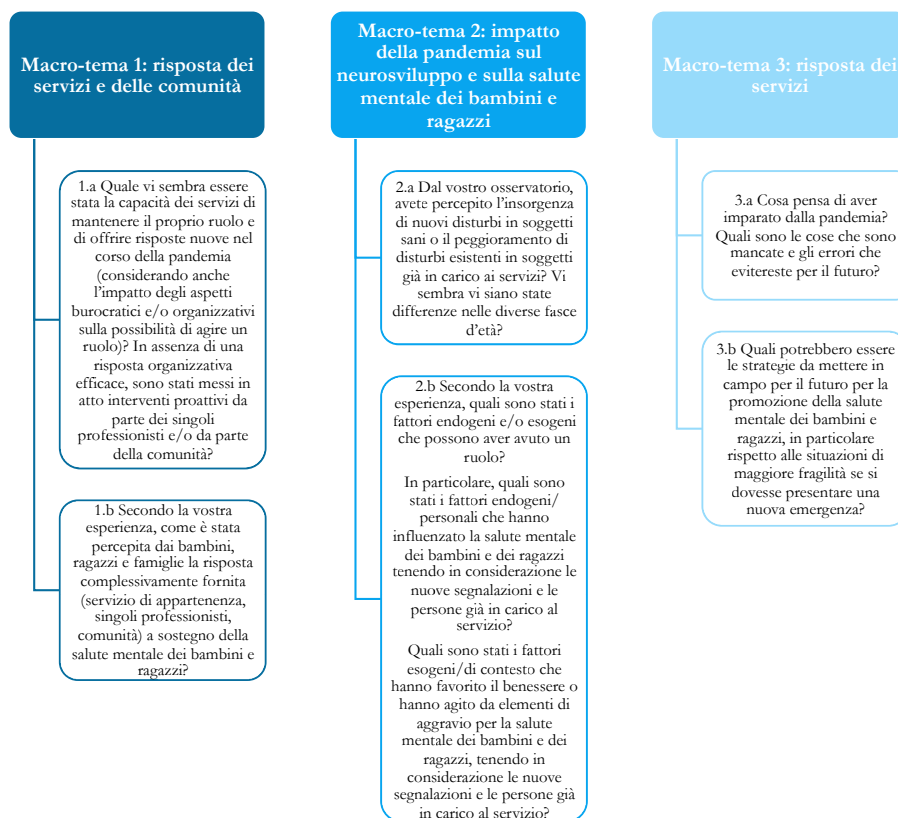 Macro-tema 1: risposta dei
servizi e delle comunità
1.a Quale vi sembra essere
stata la capacità dei servizi di
mantenere il proprio ruolo e
di offrire risposte nuove nel
corso della pandemia
(considerando anche
l’impatto degli aspetti
burocratici e/o organizzativi
sulla possibilità di agire un
ruolo)? In assenza di una
risposta organizzativa
efficace, sono stati messi in
atto interventi proattivi da
parte dei singoli
professionisti e/o da parte
della comunità?
1.b Secondo la vostra
esperienza, come è stata
percepita dai bambini,
ragazzi e famiglie la risposta
complessivamente fornita
(servizio di appartenenza,
singoli professionisti,
comunità) a sostegno della
salute mentale dei bambini e
ragazzi?
Macro-tema 2: impatto
della pandemia sul
neurosviluppo e sulla salute
mentale dei bambini e
ragazzi
2.a Dal vostro osservatorio,
avete percepito l’insorgenza
di nuovi disturbi in soggetti
sani o il peggioramento di
disturbi esistenti in soggetti
già in carico ai servizi? Vi
sembra vi siano state
differenze nelle diverse fasce
d’età?
2.b Secondo la vostra
esperienza, quali sono stati i
fattori endogeni e/o esogeni
che possono aver avuto un
ruolo?
In particolare, quali sono
stati i fattori endogeni/
personali che hanno
influenzato la salute mentale
dei bambini e dei ragazzi
tenendo in considerazione le
nuove segnalazioni e le
persone già in carico al
servizio?
Quali sono stati i fattori
esogeni/di contesto che
hanno favorito il benessere o
hanno agito da elementi di
aggravio per la salute
mentale dei bambini e dei
ragazzi, tenendo in
considerazione le nuove
segnalazioni e le persone già
in carico al servizio?
Macro-tema 3: risposta dei
servizi
3.a Cosa pensa di aver
imparato dalla pandemia?
Quali sono le cose che sono
mancate e gli errori che
evitereste per il futuro?
3.b Quali potrebbero essere
le strategie da mettere in
campo per il futuro per la
promozione della salute
mentale dei bambini e
ragazzi, in particolare
rispetto alle situazioni di
maggiore fragilità se si
dovesse presentare una
nuova emergenza?